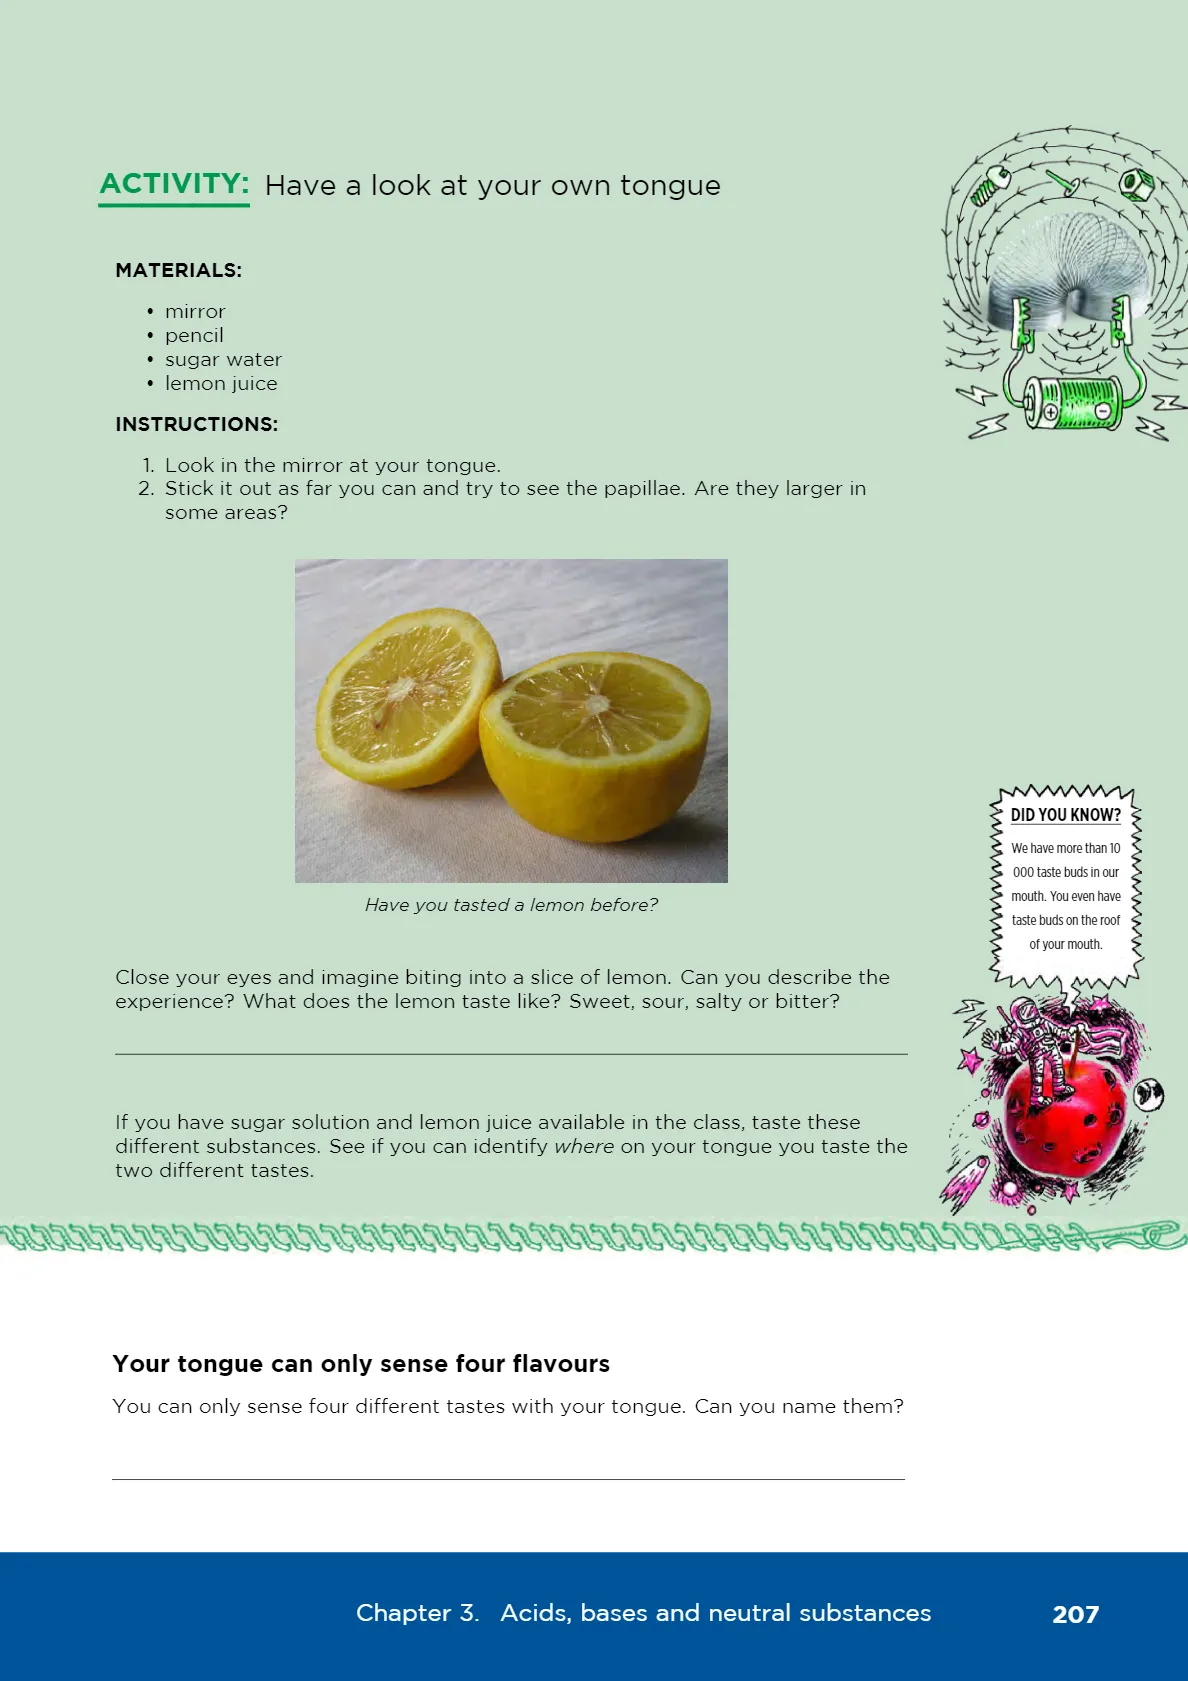 ACTIVITY: Have a look at your own tongue
MATERIALS:
• mirror
• pencil
• sugar water
• lemon juice
INSTRUCTIONS:
1. Look in the mirror at your tongue.
2. Stick it out as far you can and try to see the papillae. Are they larger in
some areas?
Have you tasted a lemon before?
DID YOU KNOW?
We have more than 10
000 taste buds in our
mouth. You even have
taste buds on the roof
of your mouth.
Close your eyes and imagine biting into a slice of lemon. Can you describe the
experience? What does the lemon taste like? Sweet, sour, salty or bitter?
If you have sugar solution and lemon juice available in the class, taste these
different substances. See if you can identify where on your tongue you taste the
two different tastes.
Your tongue can only sense four flavours
You can only sense four different tastes with your tongue. Can you name them?
Chapter 3. Acids, bases and neutral substances 207